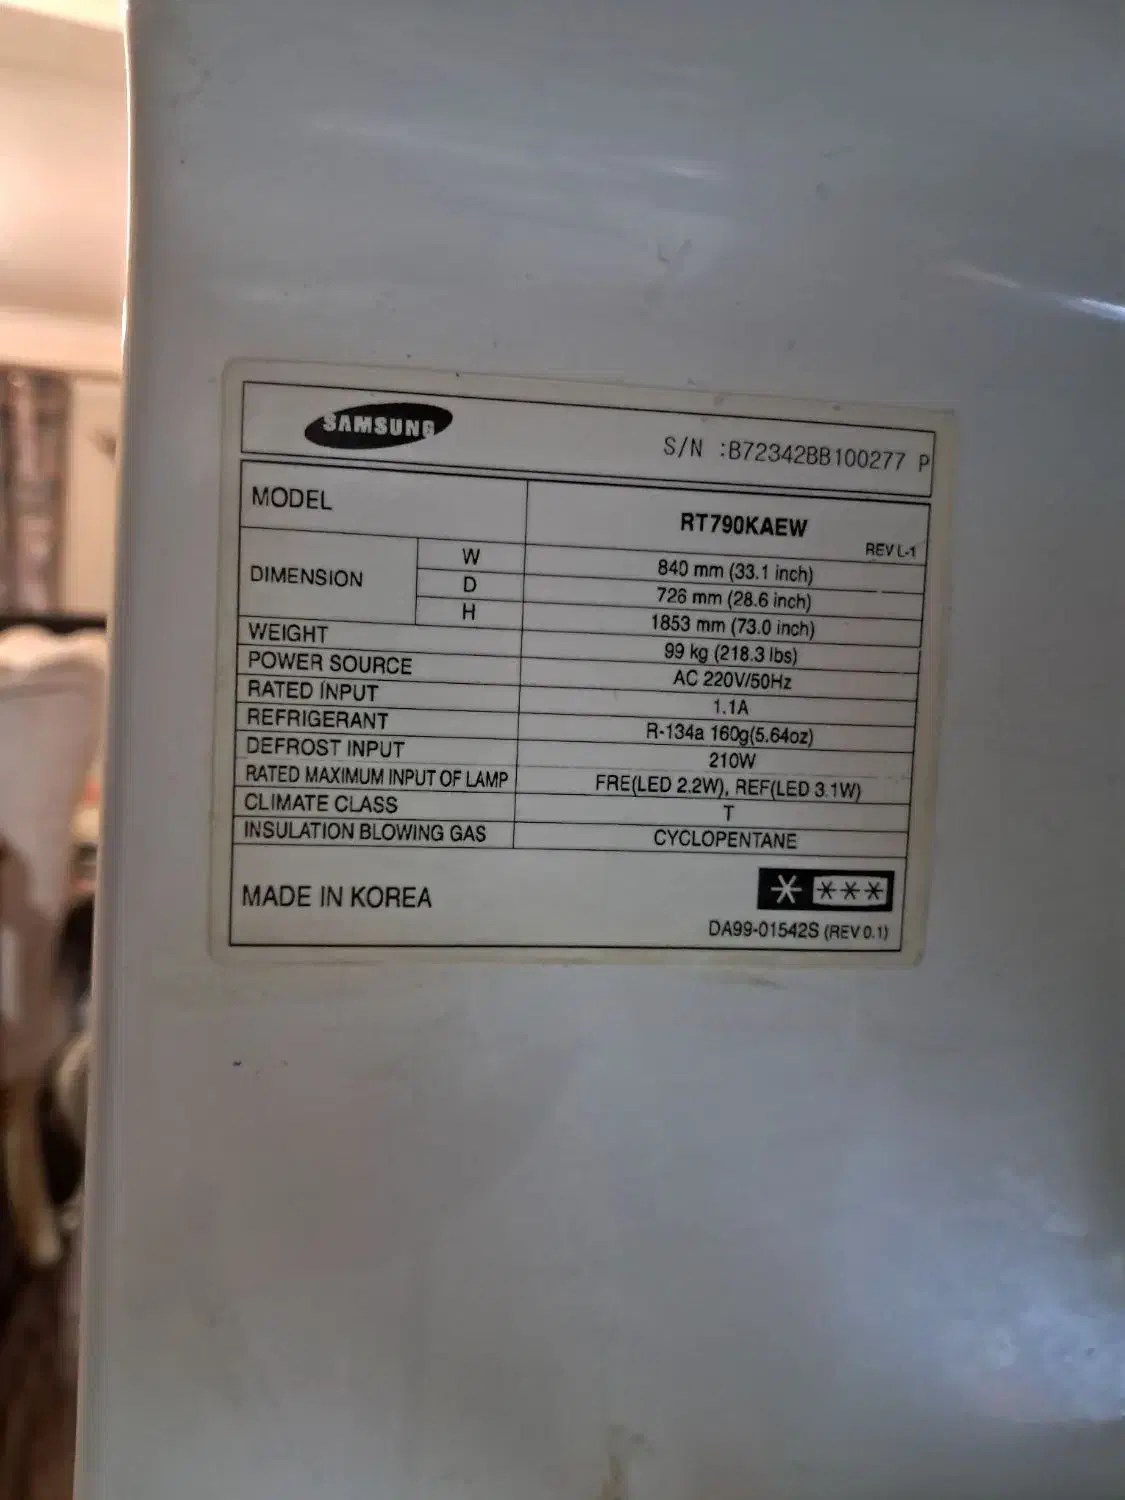 SAMSUNG
S/N :B72342BB100277 P
MODEL RT790KAEW
REV L-1
DIMENSION W 840 mm (33.1 inch)
D 726 mm (28.6 inch)
H 1853 mm (73.0 inch)
WEIGHT 99 kg (218.3 lbs)
POWER SOURCE AC 220V/50Hz
RATED INPUT 1.1A
REFRIGERANT R-134a 160g(5.64oz)
DEFROST INPUT 210W
RATED MAXIMUM INPUT OF LAMP FRE(LED 2.2W), REF(LED 3.1W)
CLIMATE CLASS T
INSULATION BLOWING GAS CYCLOPENTANE
MADE IN KOREA
DA99-01542S (REV 0.1)